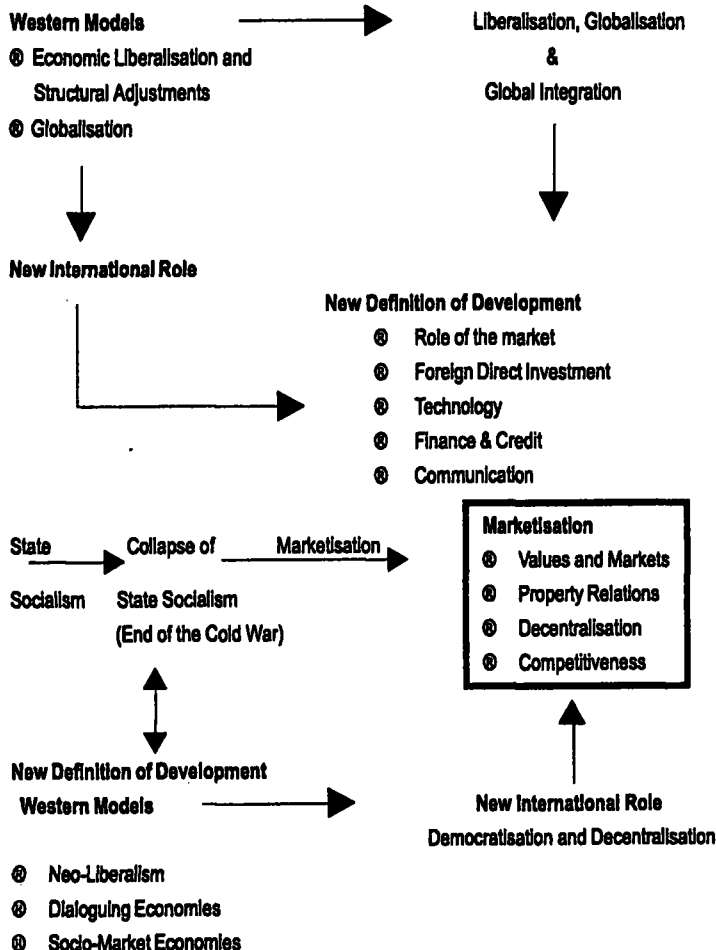 Western Models
® Economic Liberalisation and
Structural Adjustments
® Globalisation
Liberalisation, Globalisation
&
Global Integration
New International Role
New Definition of Development
® Role of the market
® Foreign Direct Investment
® Technology
® Finance & Credit
® Communication
State
Socialism
Collapse of
State Socialism
(End of the Cold War)
Marketisation
Marketisation
® Values and Markets
® Property Relations
® Decentralisation
® Competitiveness
New Definition of Development
Western Models
New International Role
Democratisation and Decentralisation
® Neo-Liberalism
® Dialoguing Economies
® Socio-Market Economies